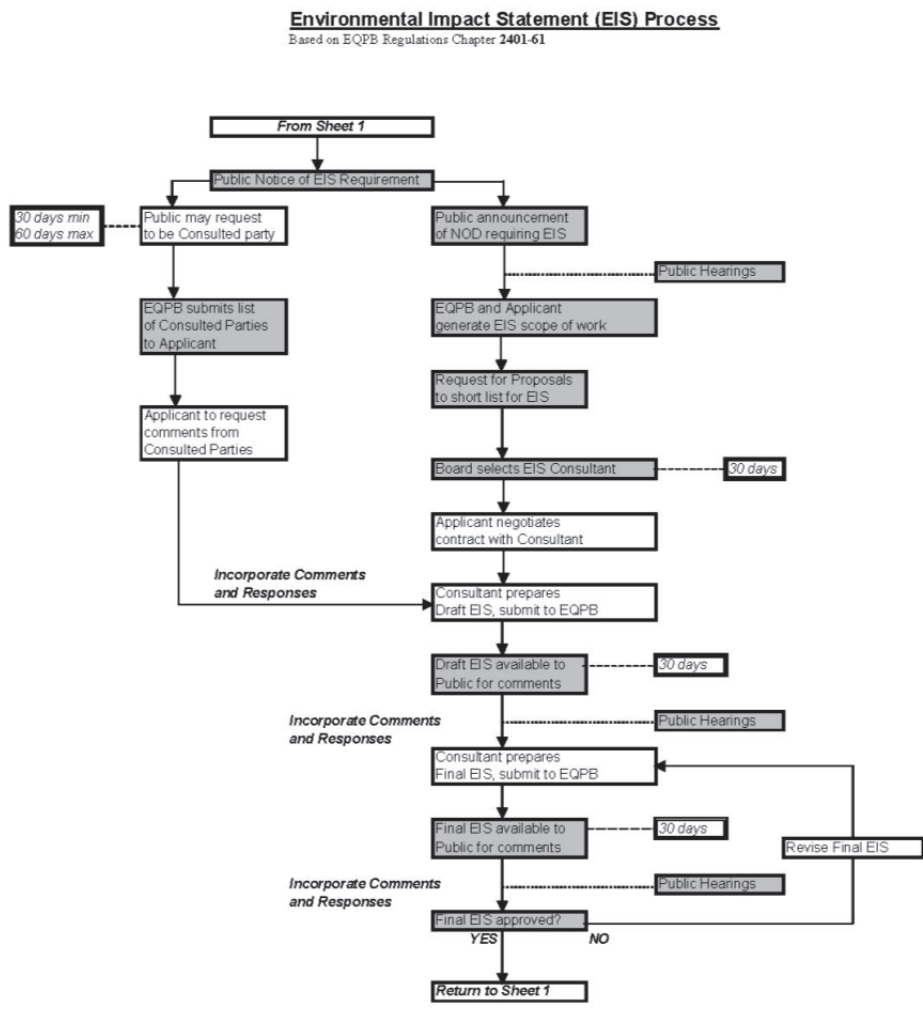 Environmental Impact Statement (EIS) Process
Based on EQPB Regulations Chapter 2401-61
From Sheet 1
Public Notice of EIS Requirement
30 days min
60 days max
Public may request
to be Consulted party
Public announcement
of NOD requiring EIS
Public Hearings
EQPB submits list
of Consulted Parties
to Applicant
EQPB and Applicant
generate EIS scope of work
Request for Proposals
to short list for EIS
Applicant to request
comments from
Consulted Parties
Board selects EIS Consultant
30 days
Applicant negotiates
contract with Consultant
Incorporate Comments
and Responses
Consultant prepares
Draft EIS, submit to EQPB
Draft EIS available to
Public for comments
30 days
Incorporate Comments
and Responses
Public Hearings
Consultant prepares
Final EIS, submit to EQPB
Final EIS available to
Public for comments
30 days
Revise Final EIS
Incorporate Comments
and Responses
Public Hearings
Final EIS approved?
YES
NO
Return to Sheet 1